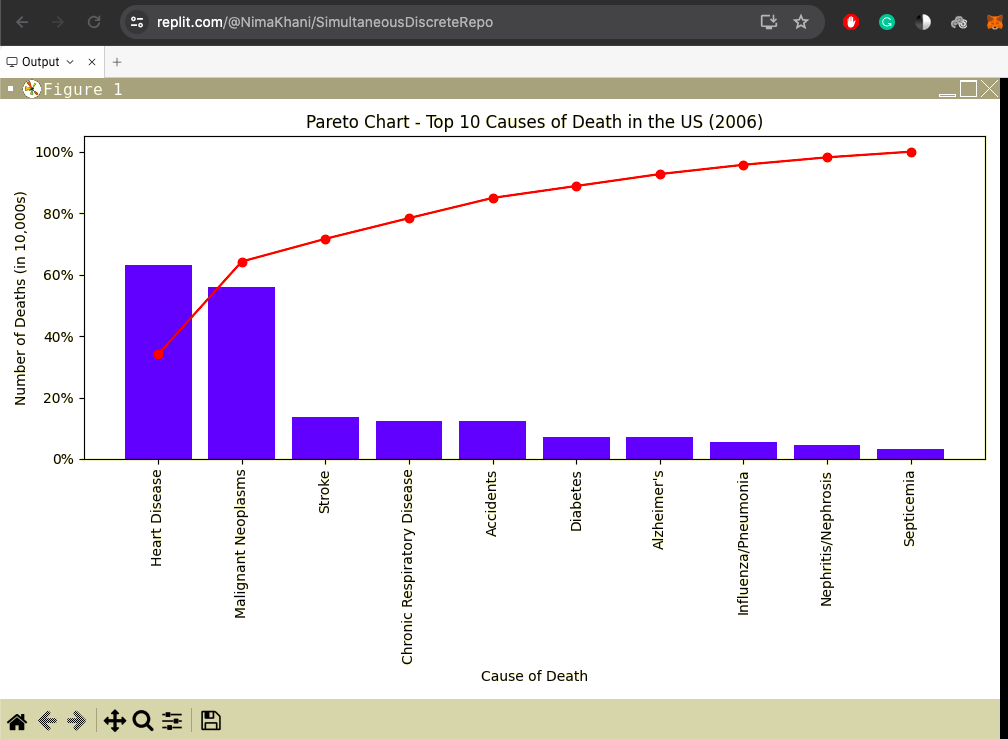 replit.com/@NimaKhani/SimultaneousDiscreteRepo
Output
Figure 1
Pareto Chart - Top 10 Causes of Death in the US (2006)
Number of Deaths (in 10,000s)
100%
80%
60%
40%
20%
0%
Heart Disease
Malignant Neoplasms
Stroke
Chronic Respiratory Disease
Accidents
Diabetes
Alzheimer's
Influenza/Pneumonia
Nephritis/Nephrosis
Septicemia
Cause of Death